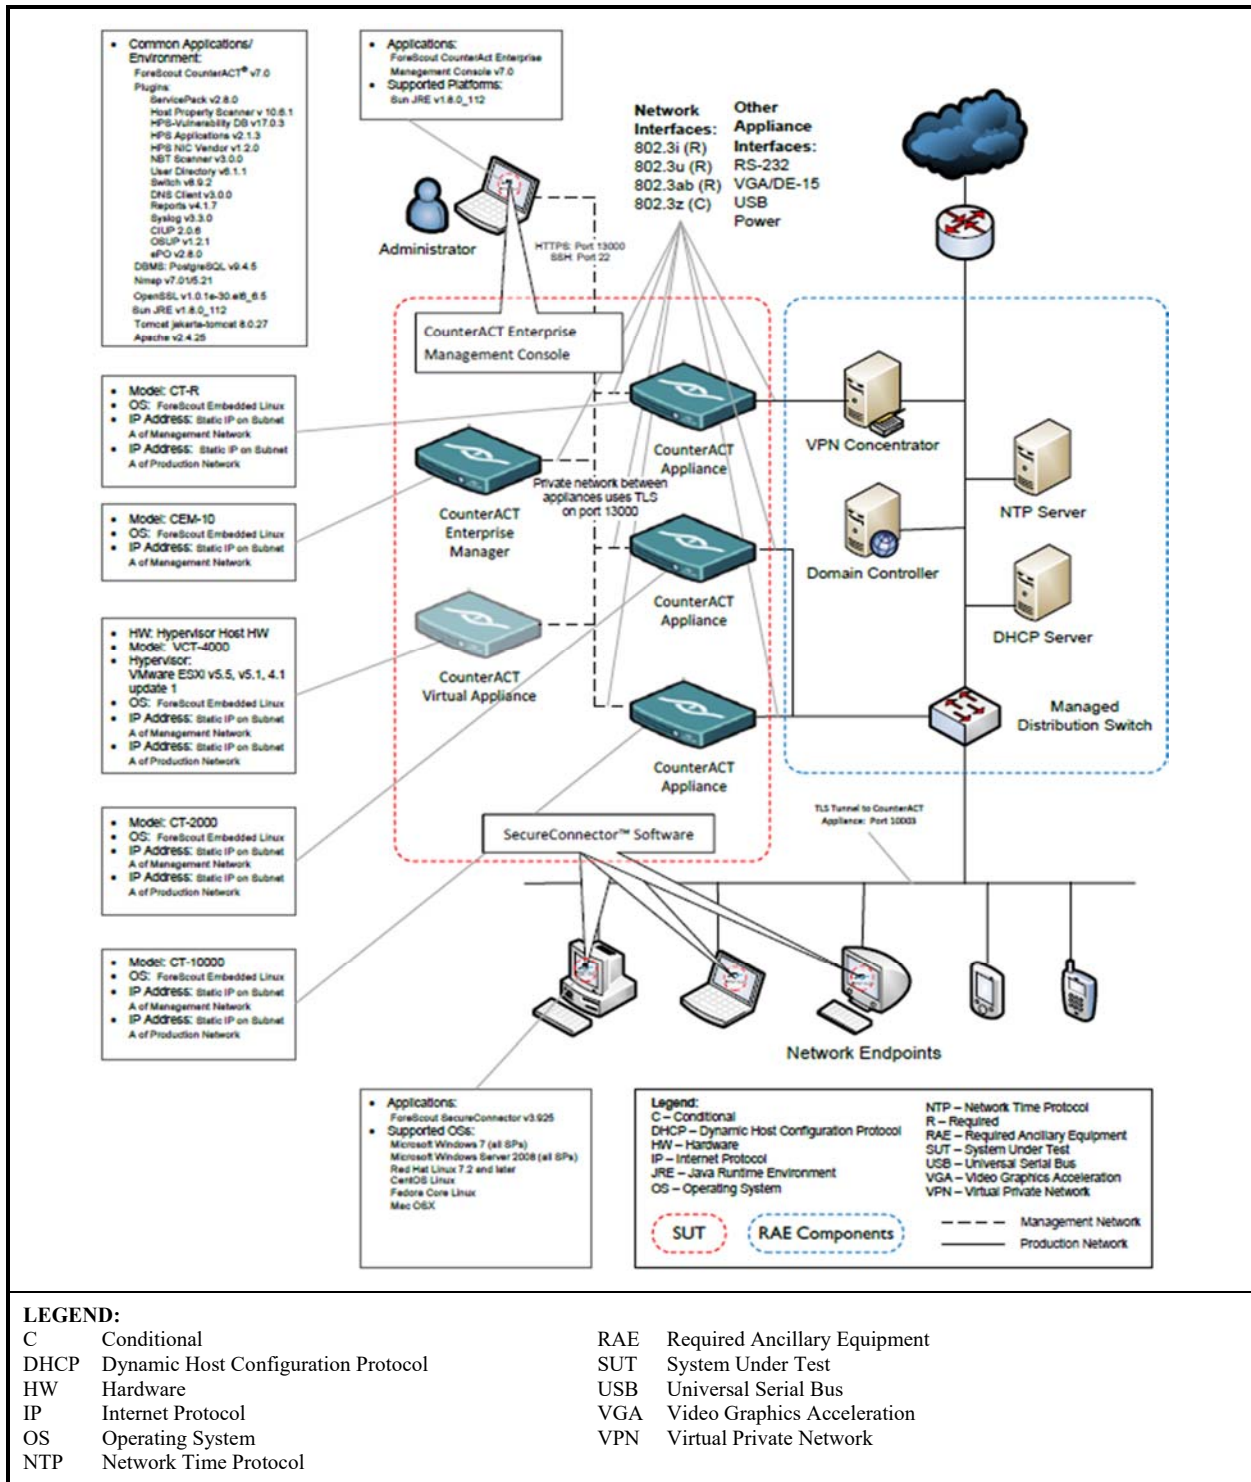 • Common Applications/
Environment:
ForeScout CounterACT® v7.0
Plugins:
ServicePack v2.8.0
Host Property Scanner v 10.6.1
HPS-Vulnerability DB v17.0.3
HPS Applications v2.1.3
HPS NIC Vendor v1.2.0
NBT Scanner v3.0.0
User Directory v6.1.1
Switch v8.9.2
DNS Client v3.0.0
Reports v4.1.7
Syslog v3.3.0
CIUP 2.0.6
OSUP v1.2.1
ePO v2.8.0
DBMS: PostgreSQL v9.4.5
Nmap v7.01/5.21
OpenSSL v1.0.1e-30.el6_6.5
Sun JRE v1.8.0_112
Tomcat jakarta-tomcat 8.0.27
Apache v2.4.25
• Applications:
ForeScout CounterAct Enterprise
Management Console v7.0
• Supported Platforms:
Sun JRE v1.8.0_112
Network
Interfaces:
802.3i (R)
802.3u (R)
802.3ab (R)
802.3z (C)
Other
Appliance
Interfaces:
RS-232
VGA/DE-15
USB
Power
Administrator
HTTPS: Port 13000
SSH: Port 22
CounterACT Enterprise
Management Console
• Model: CT-R
• OS: ForeScout Embedded Linux
• IP Address: Static IP on Subnet
A of Management Network
• IP Address: Static IP on Subnet
A of Production Network
CounterACT
Appliance
VPN Concentrator
Private network between
appliances uses TLS
on port 13000
CounterACT
Enterprise
Manager
NTP Server
• Model: CEM-10
• OS: ForeScout Embedded Linux
• IP Address: Static IP on Subnet
A of Management Network
CounterACT
Appliance
Domain Controller
DHCP Server
• HW: Hypervisor Host HW
• Model: VCT-4000
• Hypervisor:
VMware ESXi v5.5, v5.1, 4.1
update 1
• OS: ForeScout Embedded Linux
• IP Address: Static IP on Subnet
A of Management Network
• IP Address: Static IP on Subnet
A of Production Network
CounterACT
Virtual Appliance
Managed
Distribution Switch
CounterACT
Appliance
• Model: CT-2000
• OS: ForeScout Embedded Linux
• IP Address: Static IP on Subnet
A of Management Network
• IP Address: Static IP on Subnet
A of Production Network
SecureConnector™ Software
TLS Tunnel to CounterACT
Appliance: Port 10003
• Model: CT-10000
• OS: ForeScout Embedded Linux
• IP Address: Static IP on Subnet
A of Management Network
• IP Address: Static IP on Subnet
A of Production Network
Network Endpoints
• Applications:
ForeScout SecureConnector v3.925
• Supported OSs:
Microsoft Windows 7 (all SPs)
Microsoft Windows Server 2008 (all SPs)
Red Hat Linux 7.2 and later
CentOS Linux
Fedora Core Linux
Mac OSX
Legend:
C – Conditional
DHCP – Dynamic Host Configuration Protocol
HW – Hardware
IP – Internet Protocol
JRE – Java Runtime Environment
OS – Operating System
NTP – Network Time Protocol
R – Required
RAE – Required Ancillary Equipment
SUT – System Under Test
USB – Universal Serial Bus
VGA – Video Graphics Acceleration
VPN – Virtual Private Network
SUT
RAE Components
Management Network
Production Network
LEGEND:
C Conditional
DHCP Dynamic Host Configuration Protocol
HW Hardware
IP Internet Protocol
OS Operating System
NTP Network Time Protocol
RAE Required Ancillary Equipment
SUT System Under Test
USB Universal Serial Bus
VGA Video Graphics Acceleration
VPN Virtual Private Network